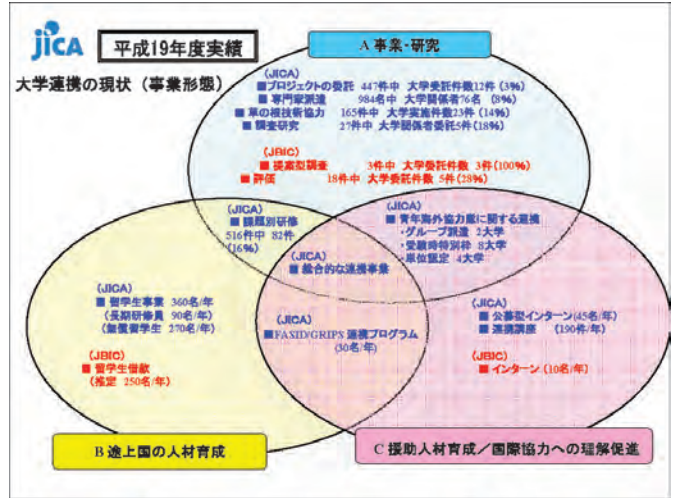 JICA
平成19年度実績
大学連携の現状（事業形態）
A 事業・研究
(JICA)
■プロジェクトの委託 447件中 大学委託件数12件 (3%)
■専門家派遣 984名中 大学関係者76名 (8%)
■草の根技術協力 165件中 大学実施件数23件 (14%)
■調査研究 27件中 大学関係者委託5件(18%)
(JBIC)
■提案型調査 3件中 大学委託件数 3件(100%)
■評価 18件中 大学委託件数 5件(28%)
(JICA)
■課題別研修
516件中 82件
(16%)
(JICA)
■青年海外協力隊に関する連携
・グループ派遣 2大学
・受験時特別枠 8大学
・単位認定 4大学
(JICA)
■総合的な連携事業
(JICA)
■留学生事業 360名/年
(長期研修員 90名/年)
(無償留学生 270名/年)
(JBIC)
■留学生借款
(推定 250名/年)
(JICA)
■FASID/GRIPS 連携プログラム
(30名/年)
(JICA)
■公募型インターン(45名/年)
■連携講座 (190件/年)
(JBIC)
■インターン(10名/年)
B 途上国の人材育成
C 援助人材育成／国際協力への理解促進